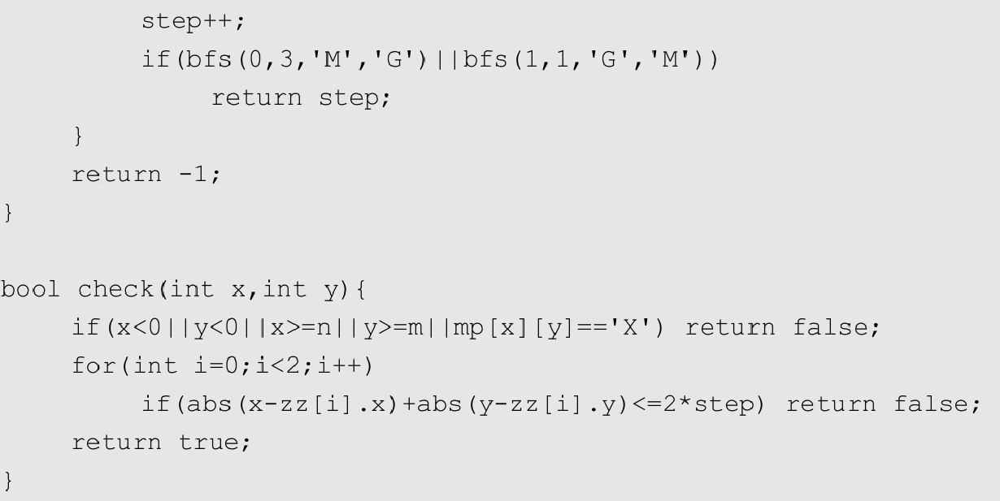 step++;
if(bfs(0,3,'M','G')||bfs(1,1,'G','M'))
return step;
}
return -1;
}
bool check(int x,int y){
if(x<0||y<0||x>=n||y>=m||mp[x][y]=='X') return false;
for(int i=0;i<2;i++)
if(abs(x-zz[i].x)+abs(y-zz[i].y)<=2*step) return false;
return true;
}